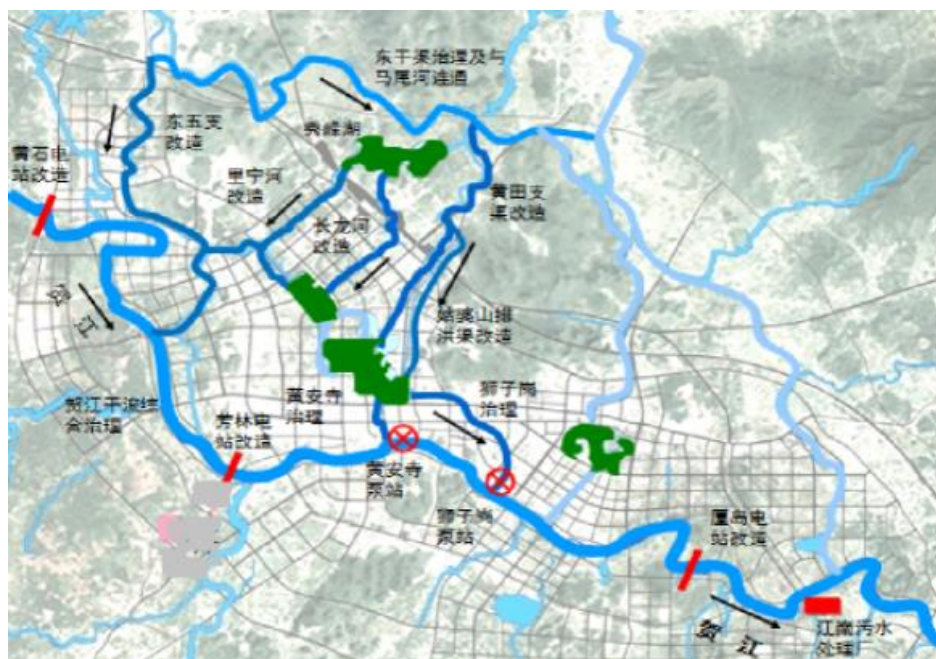 东干渠治理及与
马尾河连通
东五支
改造
秀峰湖
黄石电
站改造
里宁河
改造
黄田支
渠改造
长龙河
改造
姑婆山排
洪渠改造
江
狮子岗
治理
贺江干流综
合治理
黄安寺
治理
芳林电
站改造
黄安寺
泵站
狮子岗
泵站
厦岛电
站改造
贺江
江南污水
处理厂